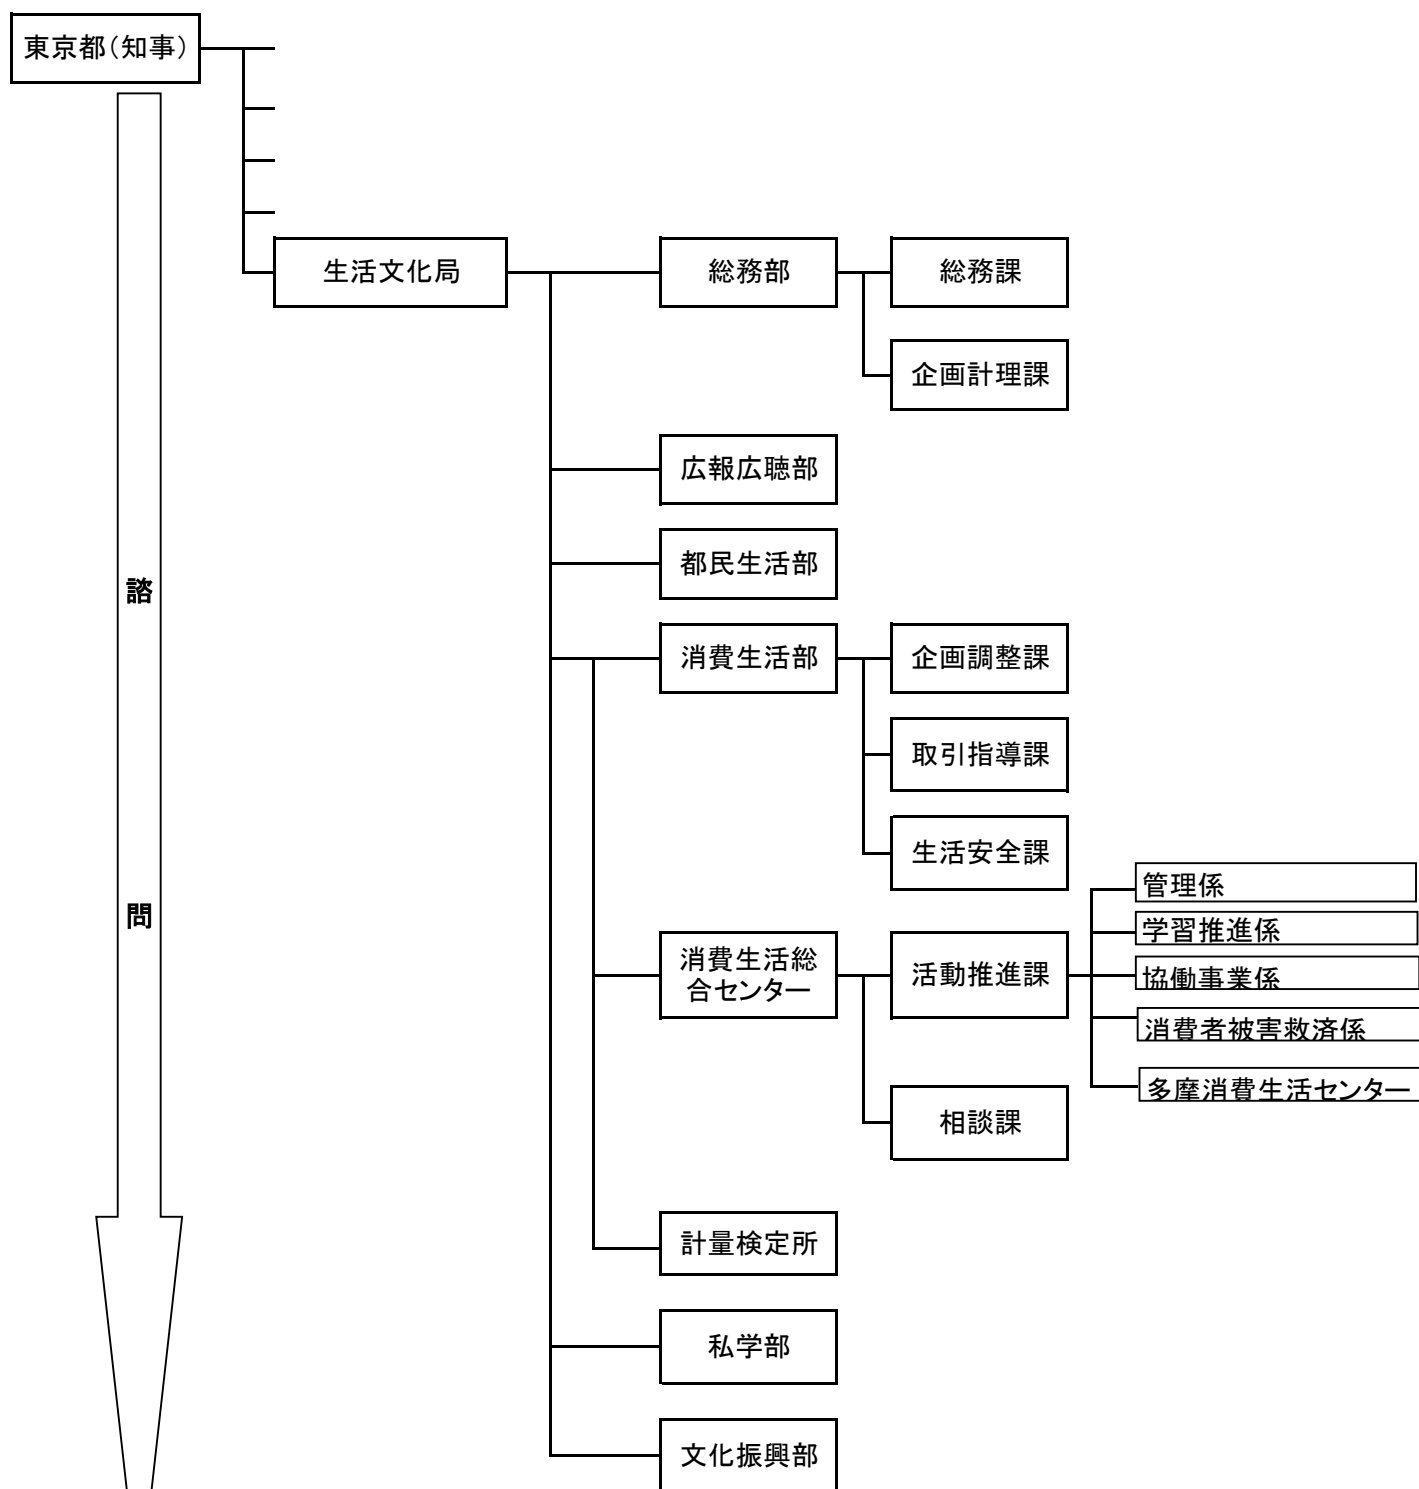 東京都（知事）
生活文化局
総務部
総務課
企画計理課
広報広聴部
都民生活部
諮
問
消費生活部
企画調整課
取引指導課
生活安全課
消費生活総
合センター
活動推進課
管理係
学習推進係
協働事業係
消費者被害救済係
多摩消費生活センター
相談課
計量検定所
私学部
文化振興部